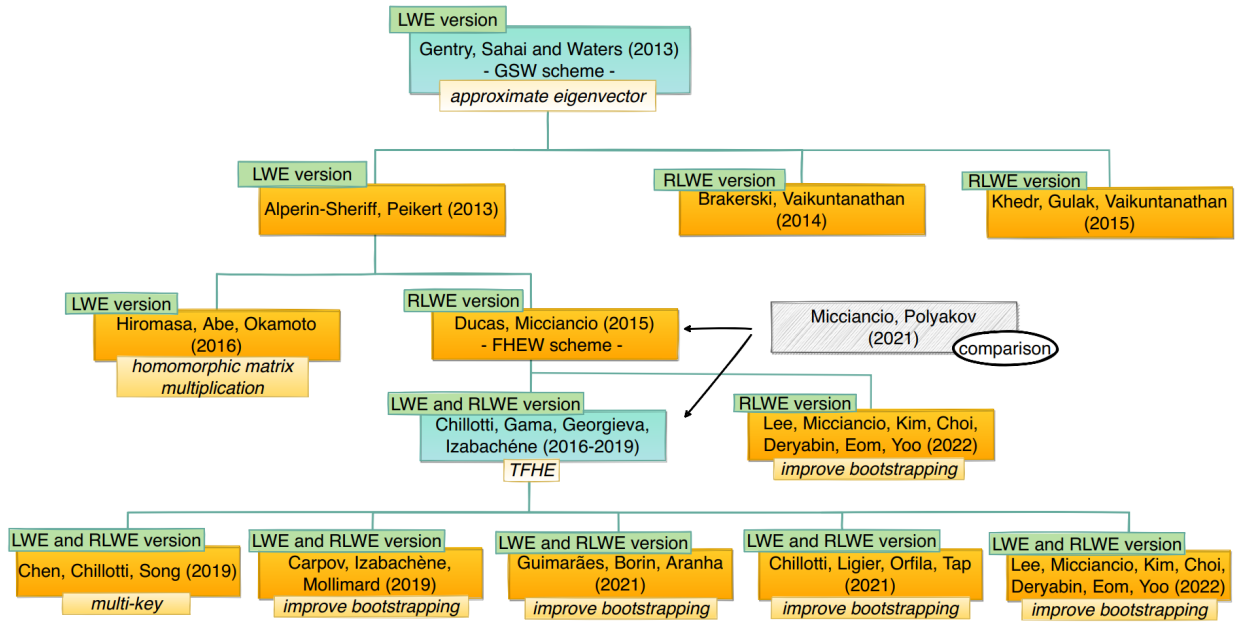 LWE version
Gentry, Sahai and Waters (2013)
- GSW scheme -
approximate eigenvector
LWE version
Alperin-Sheriff, Peikert (2013)
RLWE version
Brakerski, Vaikuntanathan
(2014)
RLWE version
Khedr, Gulak, Vaikuntanathan
(2015)
LWE version
Hiromasa, Abe, Okamoto
(2016)
homomorphic matrix
multiplication
RLWE version
Ducas, Micciancio (2015)
- FHEW scheme -
Micciancio, Polyakov
(2021)
comparison
LWE and RLWE version
Chillotti, Gama, Georgieva,
Izabachéne (2016-2019)
TFHE
RLWE version
Lee, Micciancio, Kim, Choi,
Deryabin, Eom, Yoo (2022)
improve bootstrapping
LWE and RLWE version
Chen, Chillotti, Song (2019)
multi-key
LWE and RLWE version
Carpov, Izabachène,
Mollimard (2019)
improve bootstrapping
LWE and RLWE version
Guimarães, Borin, Aranha
(2021)
improve bootstrapping
LWE and RLWE version
Chillotti, Ligier, Orfila, Tap
(2021)
improve bootstrapping
LWE and RLWE version
Lee, Micciancio, Kim, Choi,
Deryabin, Eom, Yoo (2022)
improve bootstrapping